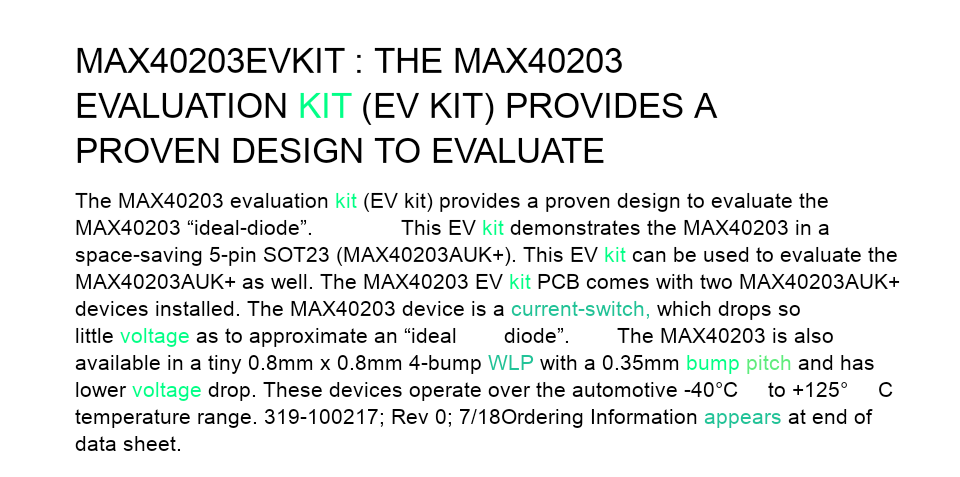 MAX40203EVKIT : THE MAX40203
EVALUATION KIT (EV KIT) PROVIDES A
PROVEN DESIGN TO EVALUATE
The MAX40203 evaluation kit (EV kit) provides a proven design to evaluate the
MAX40203 “ideal-diode”. This EV kit demonstrates the MAX40203 in a
space-saving 5-pin SOT23 (MAX40203AUK+). This EV kit can be used to evaluate the
MAX40203AUK+ as well. The MAX40203 EV kit PCB comes with two MAX40203AUK+
devices installed. The MAX40203 device is a current-switch, which drops so
little voltage as to approximate an “ideal diode”. The MAX40203 is also
available in a tiny 0.8mm x 0.8mm 4-bump WLP with a 0.35mm bump pitch and has
lower voltage drop. These devices operate over the automotive -40°C to +125° C
temperature range. 319-100217; Rev 0; 7/18Ordering Information appears at end of
data sheet.